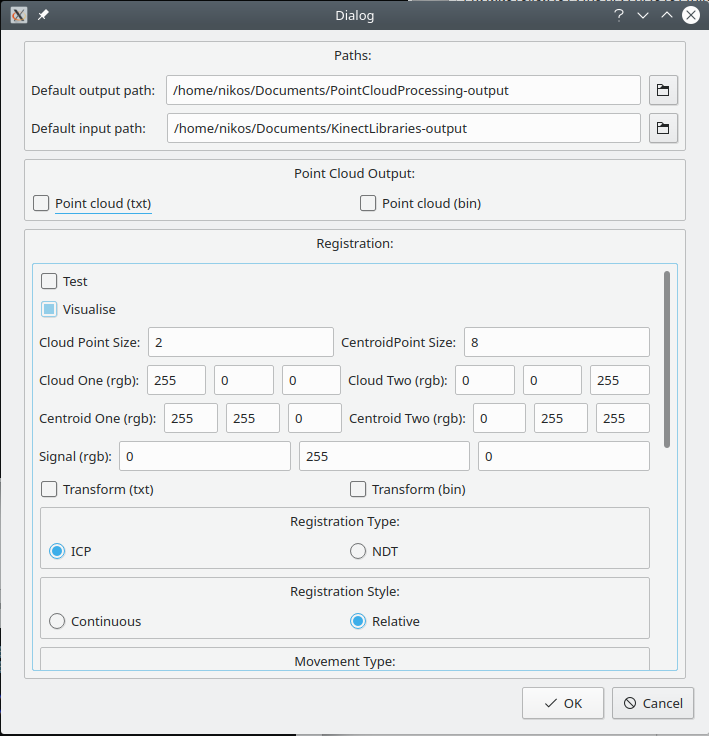 Dialog
Paths:
Default output path: /home/nikos/Documents/PointCloudProcessing-output
Default input path: /home/nikos/Documents/KinectLibraries-output
Point Cloud Output:
Point cloud (txt) Point cloud (bin)
Registration:
Test
Visualise
Cloud Point Size: 2 CentroidPoint Size: 8
Cloud One (rgb): 255 0 0 Cloud Two (rgb): 0 0 255
Centroid One (rgb): 255 255 0 Centroid Two (rgb): 0 255 255
Signal (rgb): 0 255 0
Transform (txt) Transform (bin)
Registration Type:
ICP NDT
Registration Style:
Continuous Relative
Movement Type:
OK Cancel